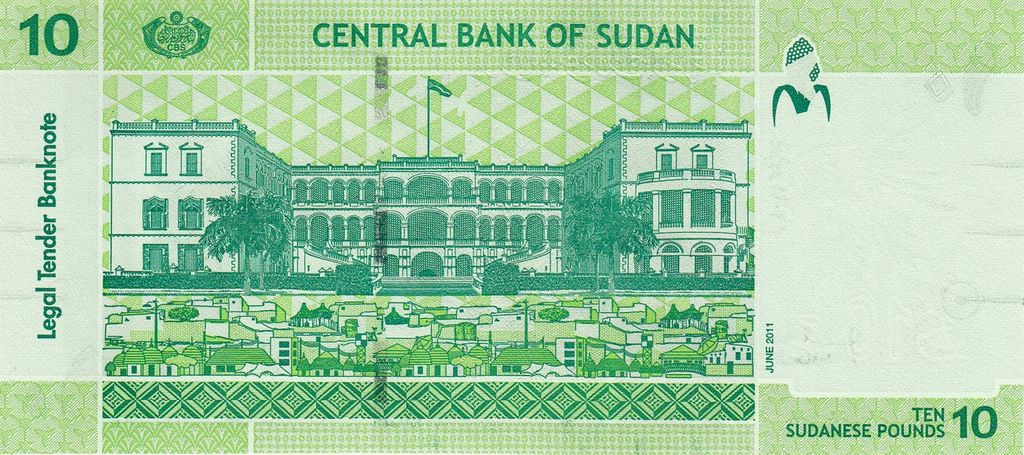 10
CBS
CENTRAL BANK OF SUDAN
Legal Tender Banknote
JUNE 2011
TEN
SUDANESE POUNDS 10